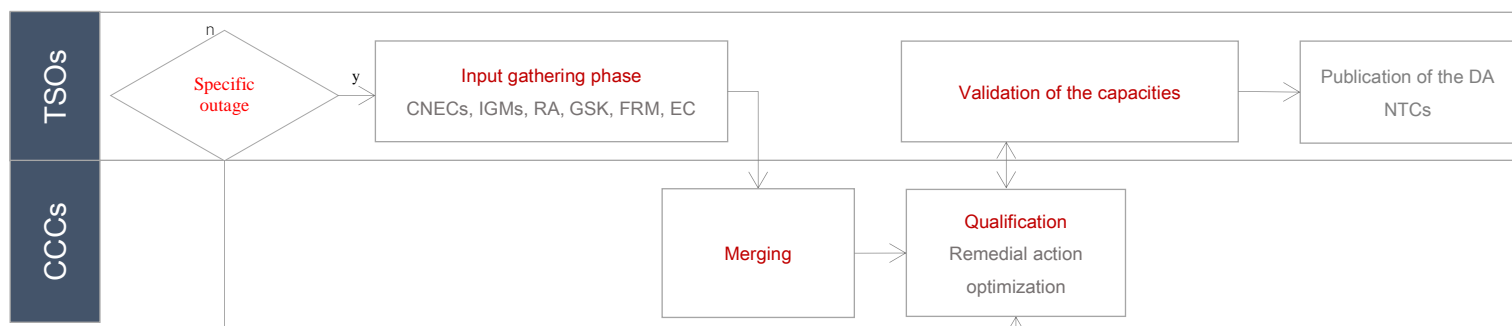 TSOs
n
Specific
outage
y
Input gathering phase
CNECs, IGMs, RA, GSK, FRM, EC
Validation of the capacities
Publication of the DA
NTCs
CCCs
Merging
Qualification
Remedial action
optimization